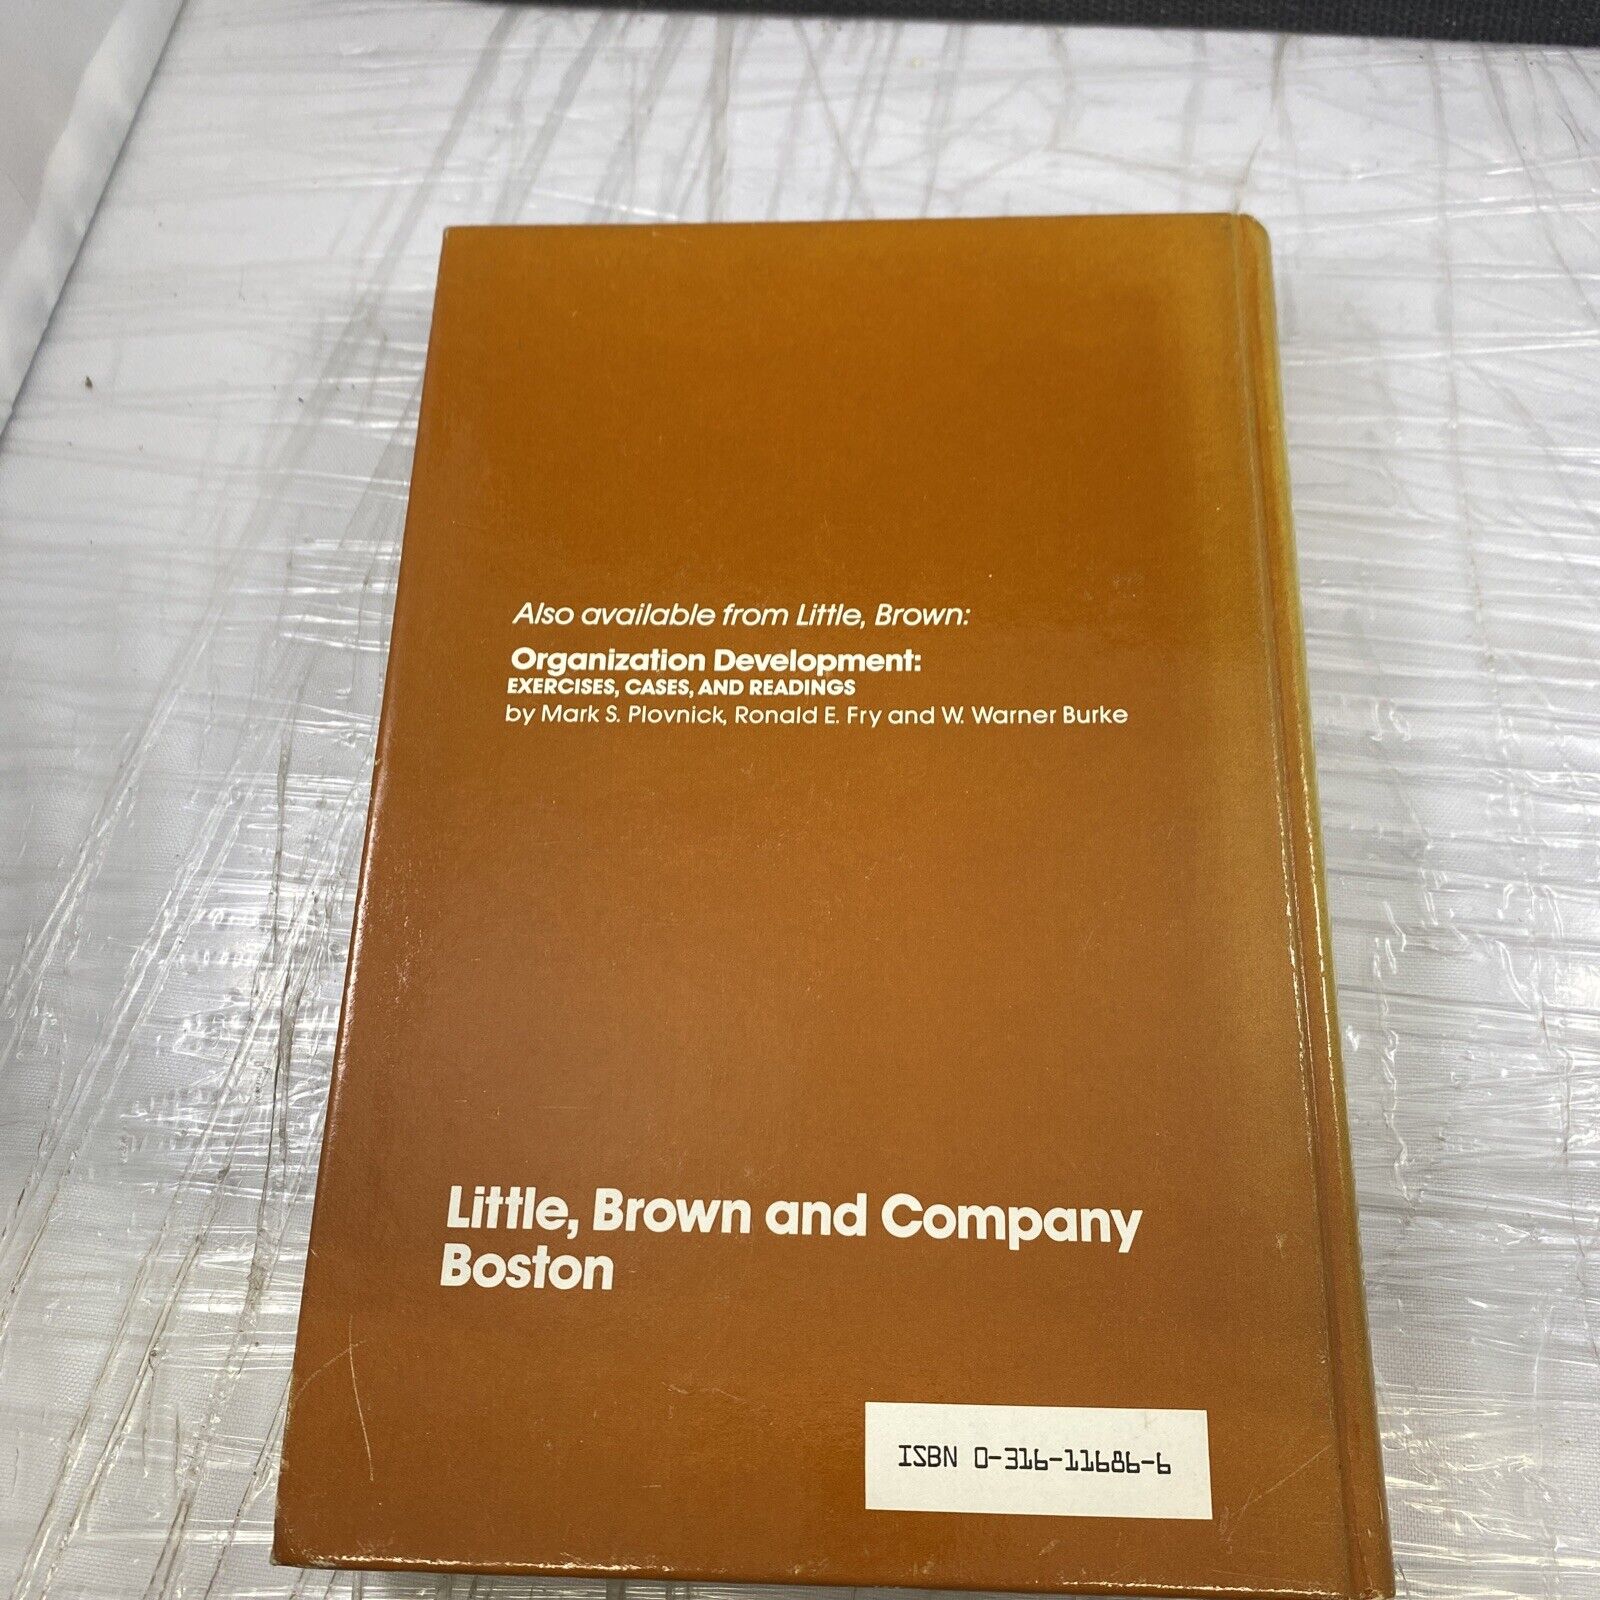 Also available from Little, Brown:
Organization Development:
EXERCISES, CASES, AND READINGS
by Mark S. Plovnick, Ronald E. Fry and W. Warner Burke
Little, Brown and Company
Boston
ISBN 0-316-11686-6